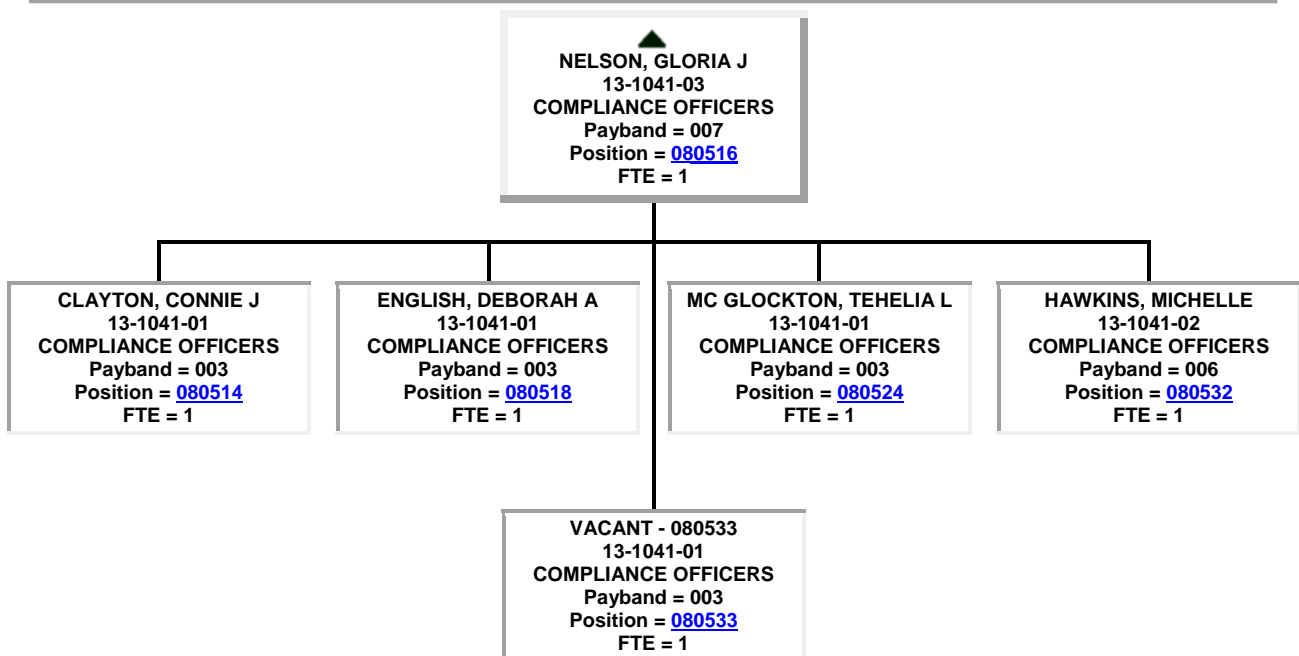 NELSON, GLORIA J
13-1041-03
COMPLIANCE OFFICERS
Payband = 007
Position = 080516
FTE = 1
CLAYTON, CONNIE J
13-1041-01
COMPLIANCE OFFICERS
Payband = 003
Position = 080514
FTE = 1
ENGLISH, DEBORAH A
13-1041-01
COMPLIANCE OFFICERS
Payband = 003
Position = 080518
FTE = 1
MC GLOCKTON, TEHELIA L
13-1041-01
COMPLIANCE OFFICERS
Payband = 003
Position = 080524
FTE = 1
HAWKINS, MICHELLE
13-1041-02
COMPLIANCE OFFICERS
Payband = 006
Position = 080532
FTE = 1
VACANT - 080533
13-1041-01
COMPLIANCE OFFICERS
Payband = 003
Position = 080533
FTE = 1